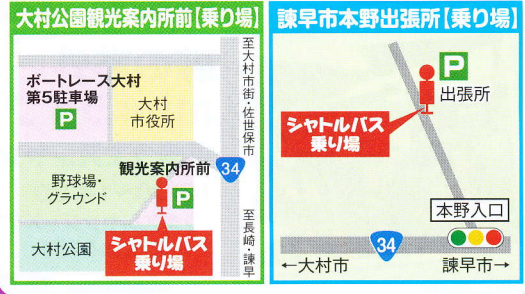 大村公園観光案内所前【乗り場】
ボートレース大村
第5駐車場
P
大村
市役所
至大村市街・佐世保市
観光案内所前
34
野球場・
グラウンド
P
大村公園
シャトルバス
乗り場
至長崎・諫早
諫早市本野出張所【乗り場】
P
出張所
シャトルバス
乗り場
本野入口
34
←大村市
諫早市→